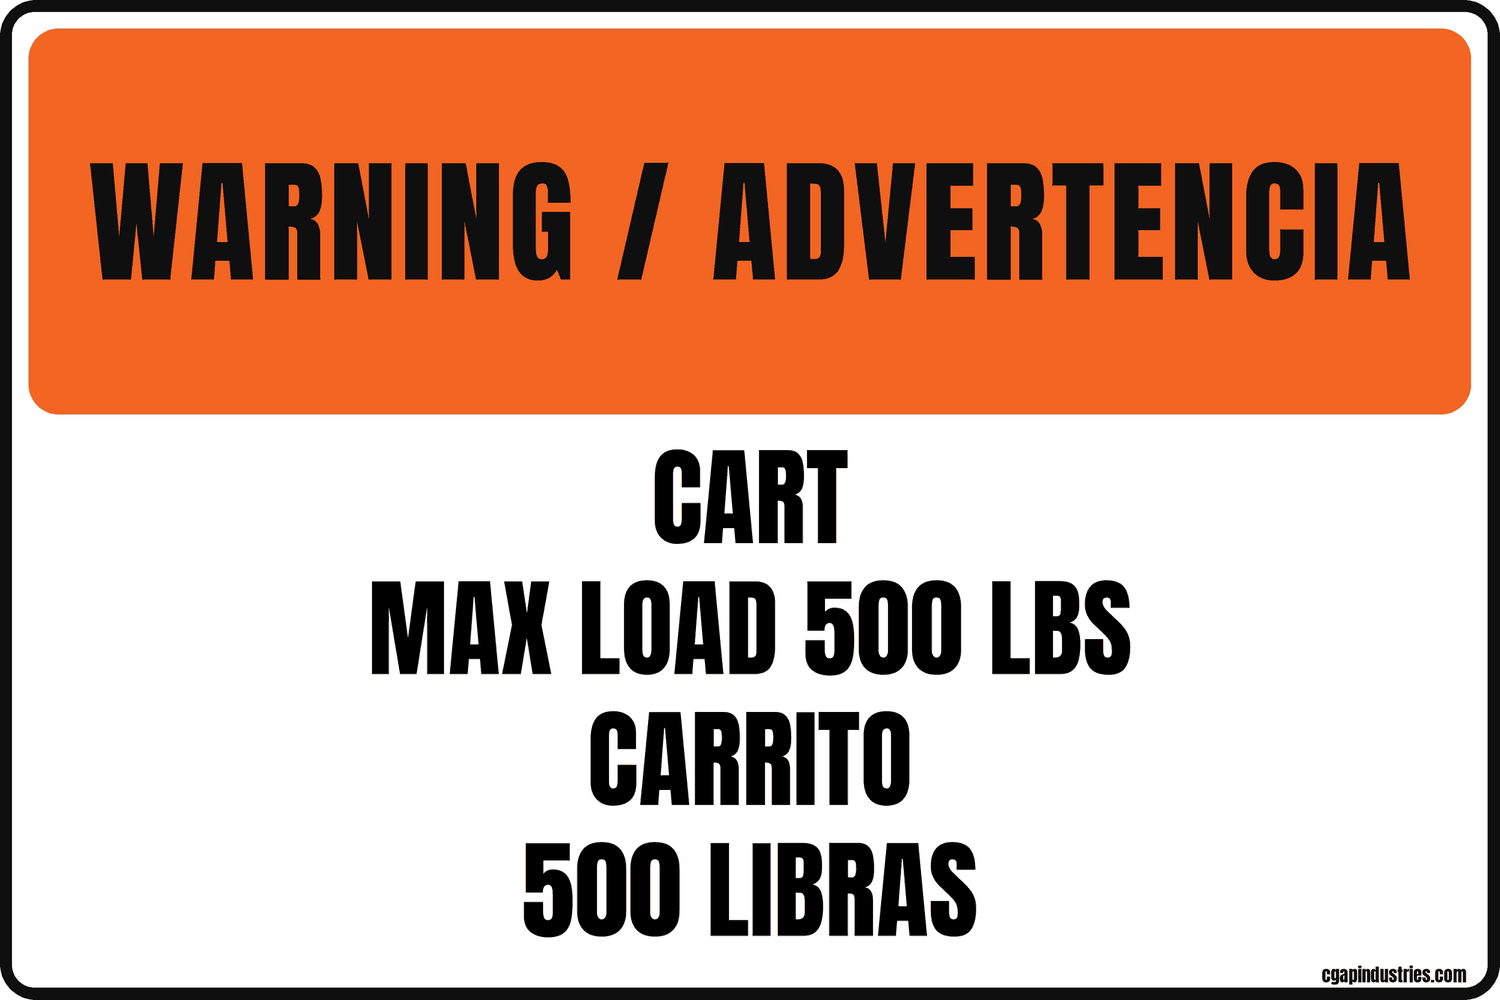 WARNING / ADVERTENCIA
CART
MAX LOAD 500 LBS
CARRITO
500 LIBRAS
cgapindustries.com